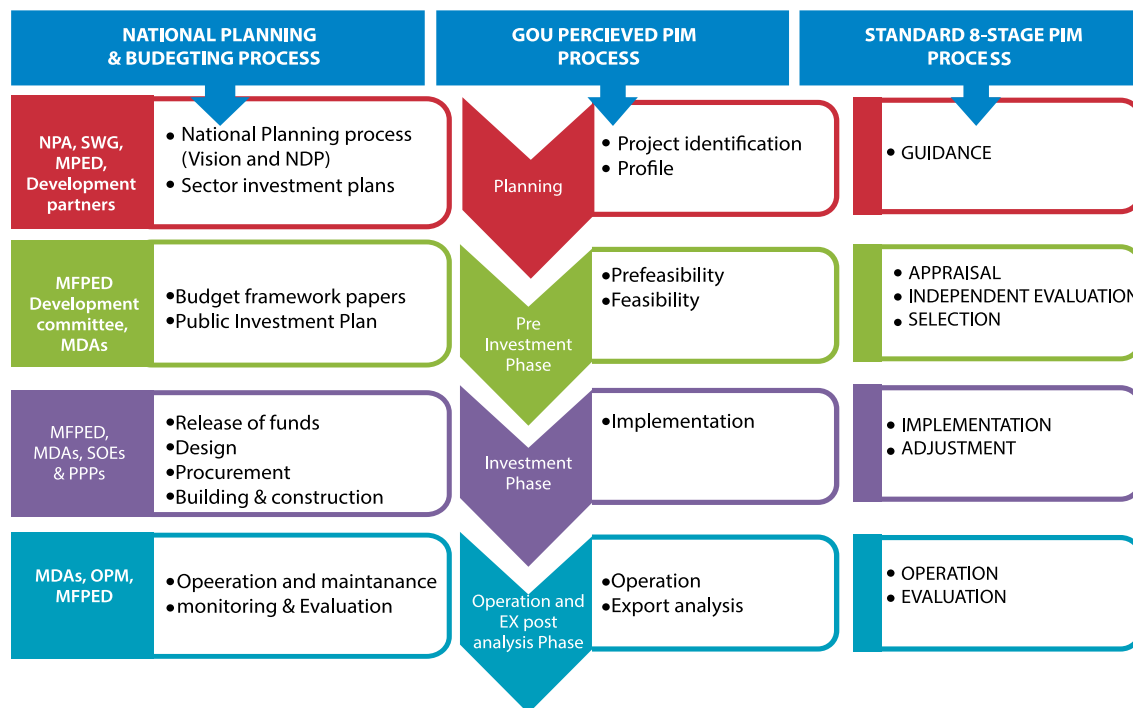 NATIONAL PLANNING
& BUDEGTING PROCESS
GOU PERCIEVED PIM
PROCESS
STANDARD 8-STAGE PIM
PROCESS
NPA, SWG,
MPED,
Development
partners
• National Planning process
(Vision and NDP)
• Sector investment plans
Planning
• Project identification
• Profile
• GUIDANCE
MFPED
Development
committee,
MDAs
•Budget framework papers
•Public Investment Plan
Pre
Investment
Phase
•Prefeasibility
•Feasibility
• APPRAISAL
• INDEPENDENT EVALUATION
• SELECTION
MFPED,
MDAs, SOEs
& PPPs
•Release of funds
•Design
•Procurement
•Building & construction
Investment
Phase
•Implementation
• IMPLEMENTATION
• ADJUSTMENT
MDAs, OPM,
MFPED
•Opeeration and maintanance
•monitoring & Evaluation
Operation and
EX post
analysis Phase
•Operation
•Export analysis
• OPERATION
• EVALUATION